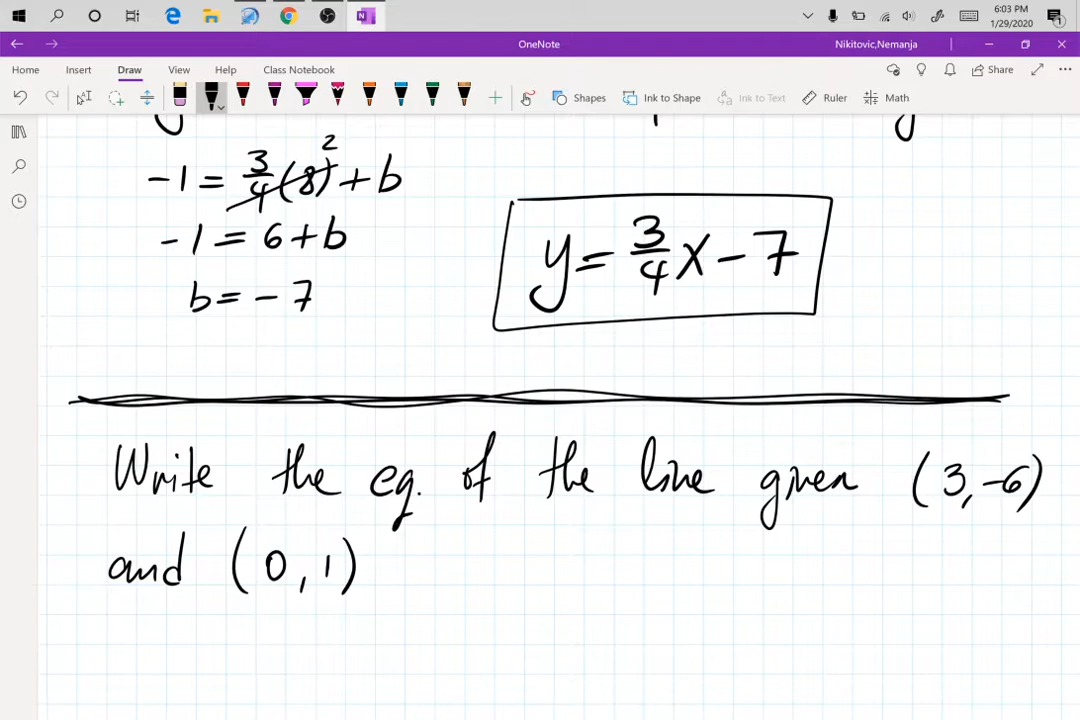 6:03 PM
1/29/2020
OneNote
Nikitovic,Nemanja
Home Insert Draw View Help Class Notebook Share
Shapes Ink to Shape Ink to Text Ruler Math
-1 = 3/4 (8)² + b
-1 = 6 + b
b = - 7
y = 3/4 x - 7
Write the eq. of the line given (3, -6)
and (0, 1)